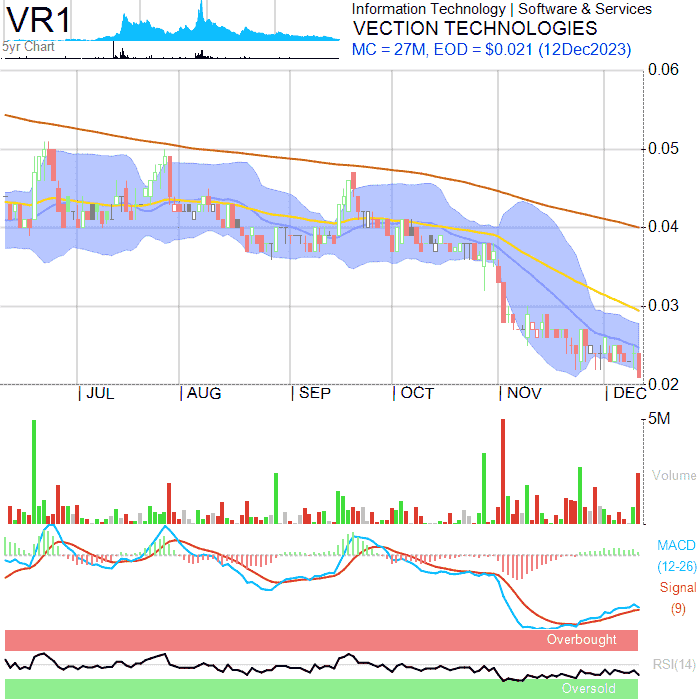 VR1
5yr Chart
Information Technology | Software & Services
VECTION TECHNOLOGIES
MC = 27M, EOD = $0.021 (12Dec2023)
0.06
0.05
0.04
0.03
0.02
JUL AUG SEP OCT NOV DEC
5M
Volume
MACD
(12-26)
Signal
(9)
Overbought
RSI(14)
Oversold